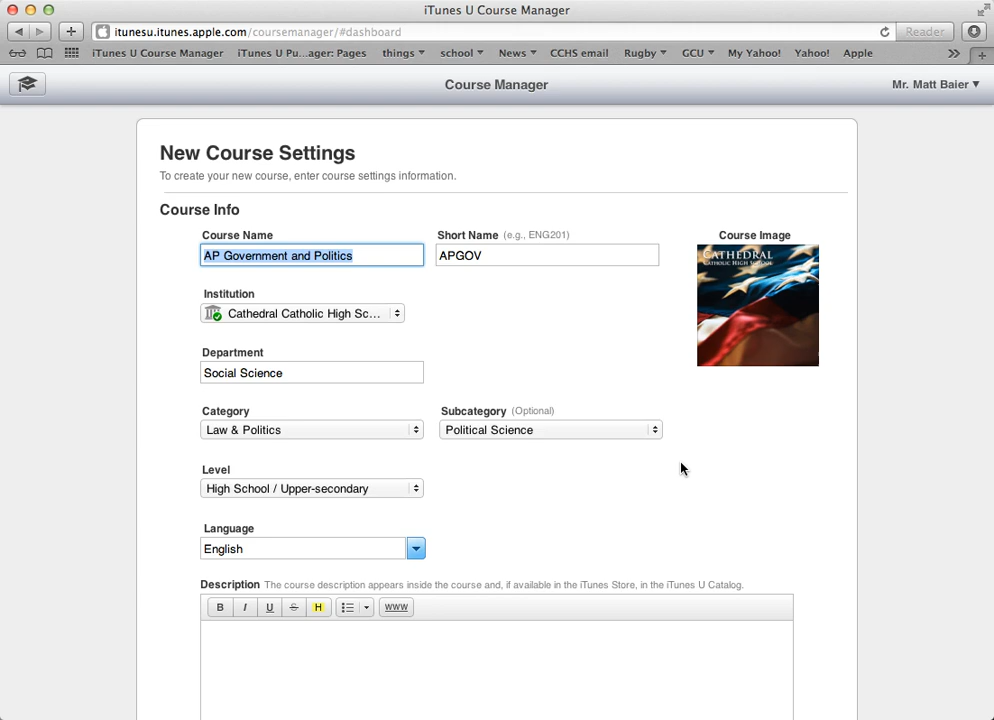 iTunes U Course Manager
itunesu.itunes.apple.com/coursemanager/#dashboard
Reader
iTunes U Course Manager iTunes U Pu...ager: Pages things ▼ school ▼ News ▼ CCHS email Rugby ▼ GCU ▼ My Yahoo! Yahoo! Apple
Course Manager
Mr. Matt Baier ▼
New Course Settings
To create your new course, enter course settings information.
Course Info
Course Name
Short Name (e.g., ENG201)
Course Image
AP Government and Politics
APGOV
CATHEDRAL
CATHOLIC HIGH SCHOOL
Institution
Cathedral Catholic High Sc...
Department
Social Science
Category
Subcategory (Optional)
Law & Politics
Political Science
Level
High School / Upper-secondary
Language
English
Description The course description appears inside the course and, if available in the iTunes Store, in the iTunes U Catalog.
B I U S H WWW